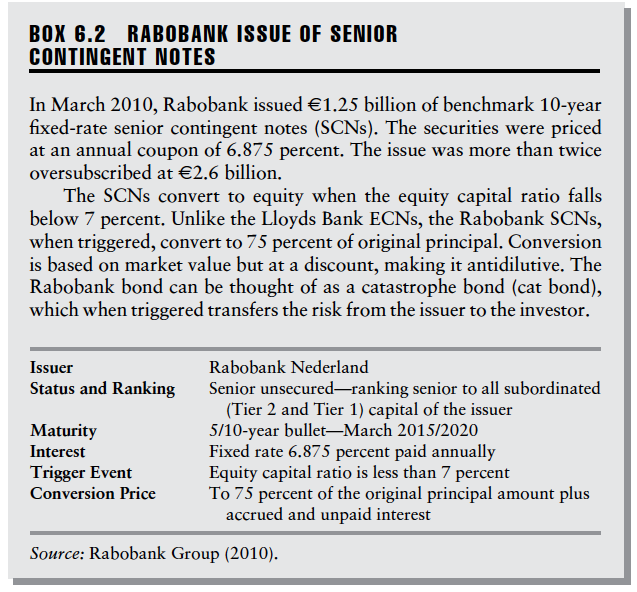 BOX 6.2 RABOBANK ISSUE OF SENIOR
CONTINGENT NOTES
In March 2010, Rabobank issued €1.25 billion of benchmark 10-year
fixed-rate senior contingent notes (SCNs). The securities were priced
at an annual coupon of 6.875 percent. The issue was more than twice
oversubscribed at €2.6 billion.
The SCNs convert to equity when the equity capital ratio falls
below 7 percent. Unlike the Lloyds Bank ECNs, the Rabobank SCNs,
when triggered, convert to 75 percent of original principal. Conversion
is based on market value but at a discount, making it antidilutive. The
Rabobank bond can be thought of as a catastrophe bond (cat bond),
which when triggered transfers the risk from the issuer to the investor.
Issuer Rabobank Nederland
Status and Ranking Senior unsecured—ranking senior to all subordinated
(Tier 2 and Tier 1) capital of the issuer
Maturity 5/10-year bullet—March 2015/2020
Interest Fixed rate 6.875 percent paid annually
Trigger Event Equity capital ratio is less than 7 percent
Conversion Price To 75 percent of the original principal amount plus
accrued and unpaid interest
Source: Rabobank Group (2010).